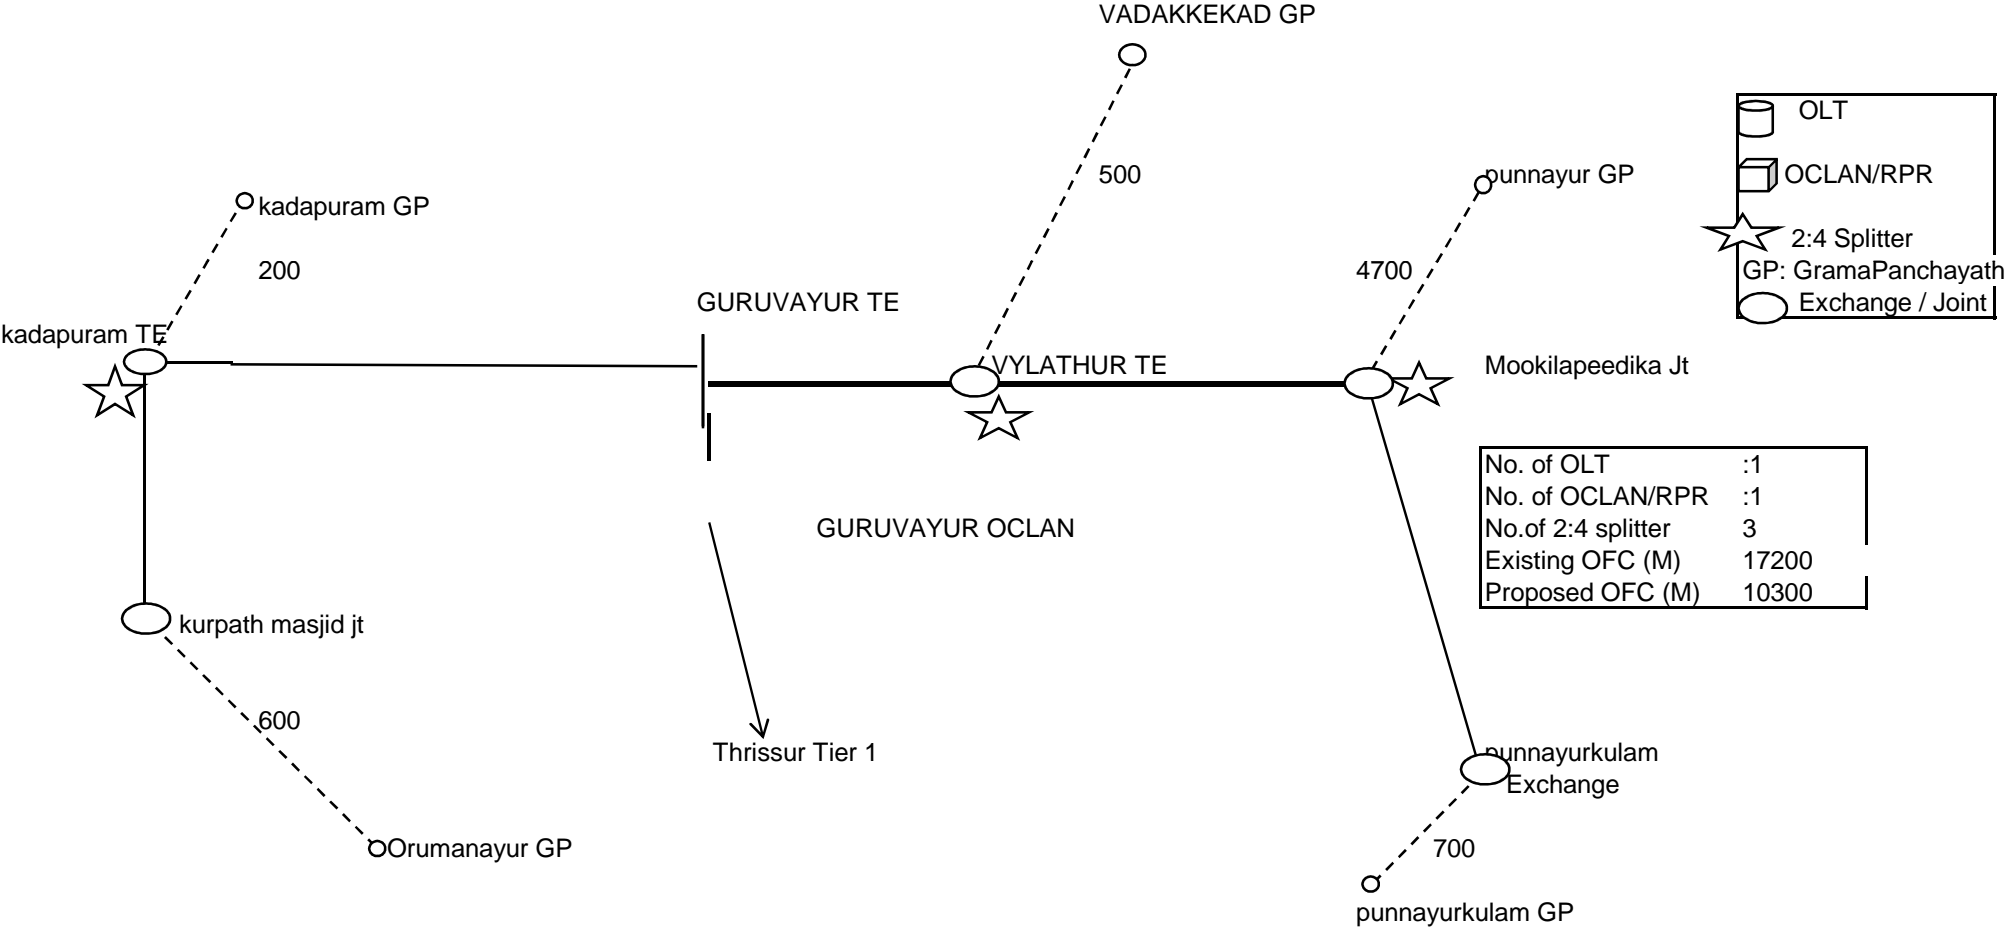 VADAKKEKAD GP
OLT
500
punnayur GP
OCLAN/RPR
kadapuram GP
2:4 Splitter
200
4700
GP: GramaPanchayath
GURUVAYUR TE
Exchange / Joint
kadapuram TE
VYLATHUR TE
Mookilapeedika Jt
No. of OLT :1
No. of OCLAN/RPR :1
No.of 2:4 splitter 3
GURUVAYUR OCLAN
Existing OFC (M) 17200
Proposed OFC (M) 10300
kurpath masjid jt
600
Thrissur Tier 1
punnayurkulam
Exchange
Orumanayur GP
700
punnayurkulam GP